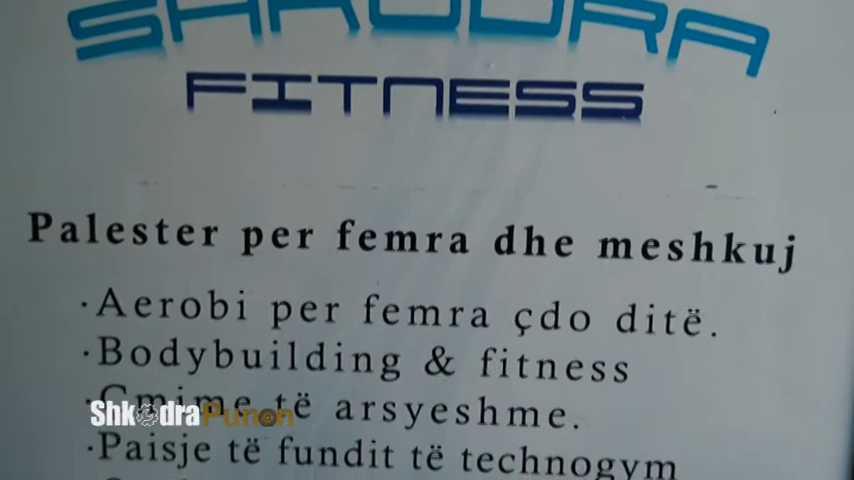 SHKODRA
FITNESS
Palester per femra dhe meshkuj
·Aerobi per femra çdo ditë.
·Bodybuilding & fitness
·Çmime të arsyeshme.
ShkodraPunon
·Paisje të fundit të technogym